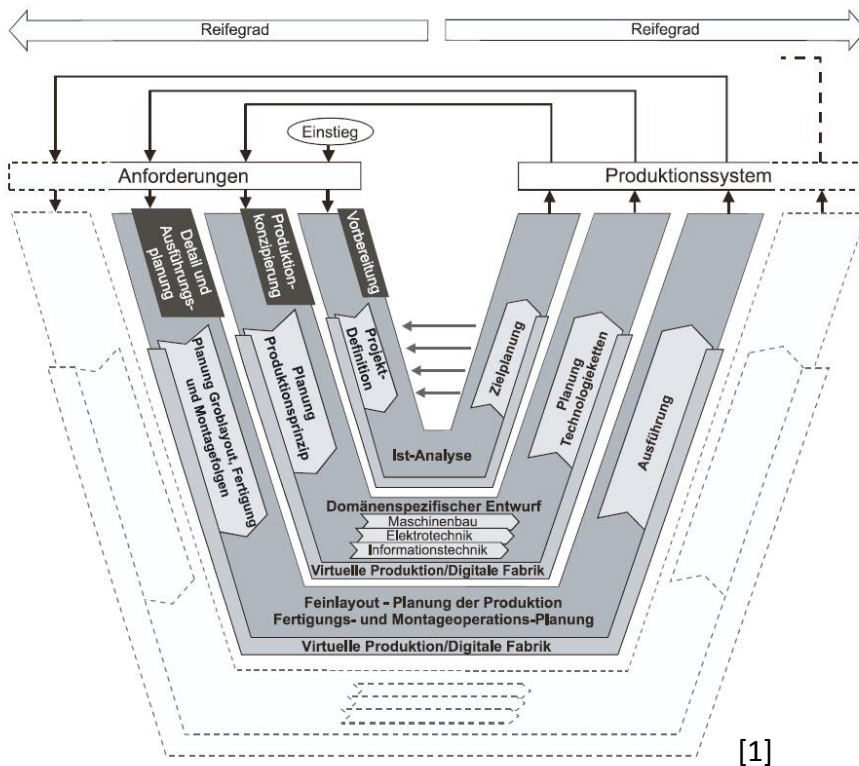 Reifegrad
Reifegrad
Einstieg
Anforderungen
Produktionssystem
Detail und
Ausführungs-
planung
Produktion-
konzipierung
Vorbereitung
Planung Groblayout, Fertigung
und Montagefolgen
Planung
Produktionsprinzip
Projekt-
Definition
Zielplanung
Planung
Technologieketten
Ausführung
Ist-Analyse
Domänenspezifischer Entwurf
Maschinenbau
Elektrotechnik
Informationstechnik
Virtuelle Produktion/Digitale Fabrik
Feinlayout - Planung der Produktion
Fertigungs- und Montageoperations-Planung
Virtuelle Produktion/Digitale Fabrik
[1]